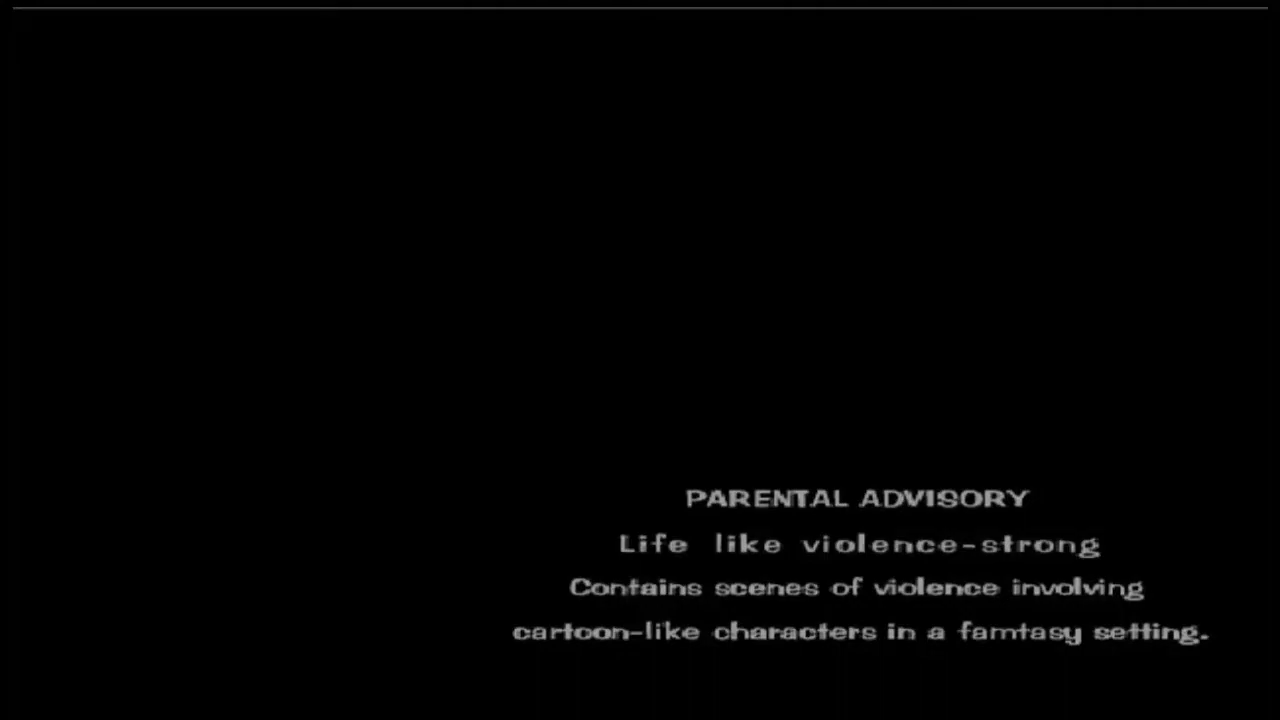 PARENTAL ADVISORY
Life like violence-strong
Contains scenes of violence involving
cartoon-like characters in a famtasy setting.